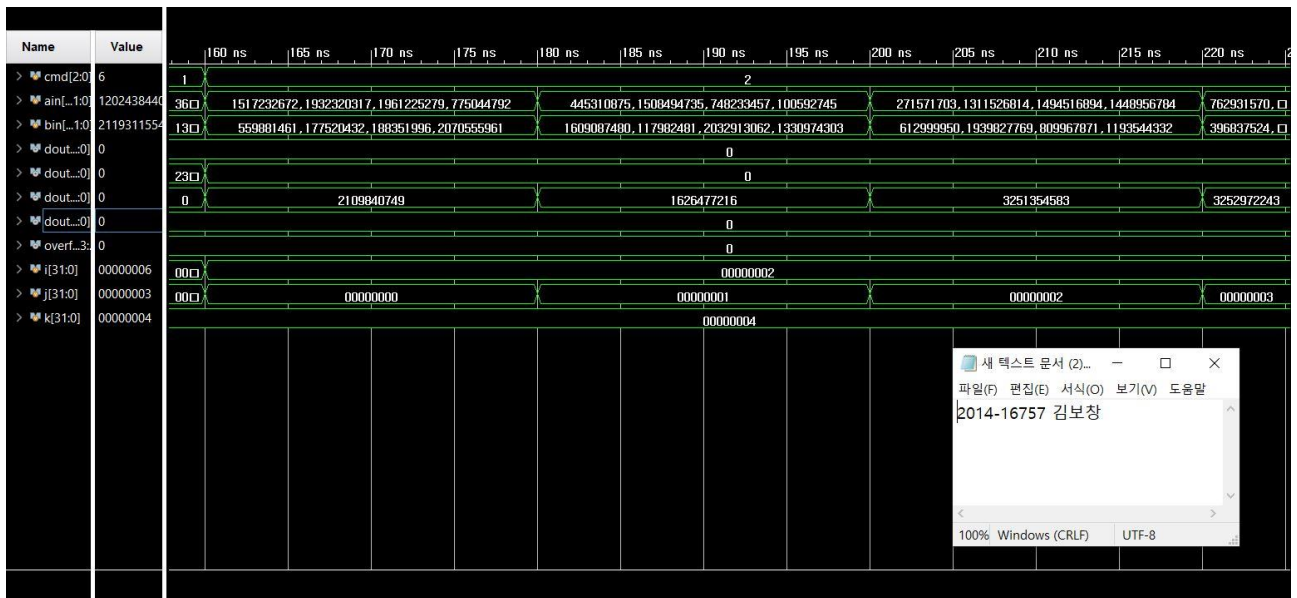 Name Value 160 ns 165 ns 170 ns 175 ns 180 ns 185 ns 190 ns 195 ns 200 ns 205 ns 210 ns 215 ns 220 ns 2
cmd[2:0] 6 1 2
ain[...1:0] 120243844 36 1517232672,1932320317,1961225279,775044792 445310875,1508494735,748233457,100592745 271571703,1311526814,1494516894,1448956784 762931570,
bin[...1:0] 2119311554 13 559881461,177520432,188351996,2070555961 1609087480,117982481,2032913062,1330974303 612999950,1939827769,809967871,1193544332 396837524,
dout...:0] 0 0
dout...:0] 0 23 0
dout...:0] 0 0 2109840749 1626477216 3251354583 3252972243
dout...:0] 0 0
overf...3: 0 0
i[31:0] 00000006 00 00000002
j[31:0] 00000003 00 00000000 00000001 00000002 00000003
k[31:0] 00000004 00000004
새 텍스트 문서 (2)...
파일(F) 편집(E) 서식(O) 보기(V) 도움말
2014-16757 김보창
100% Windows (CRLF) UTF-8